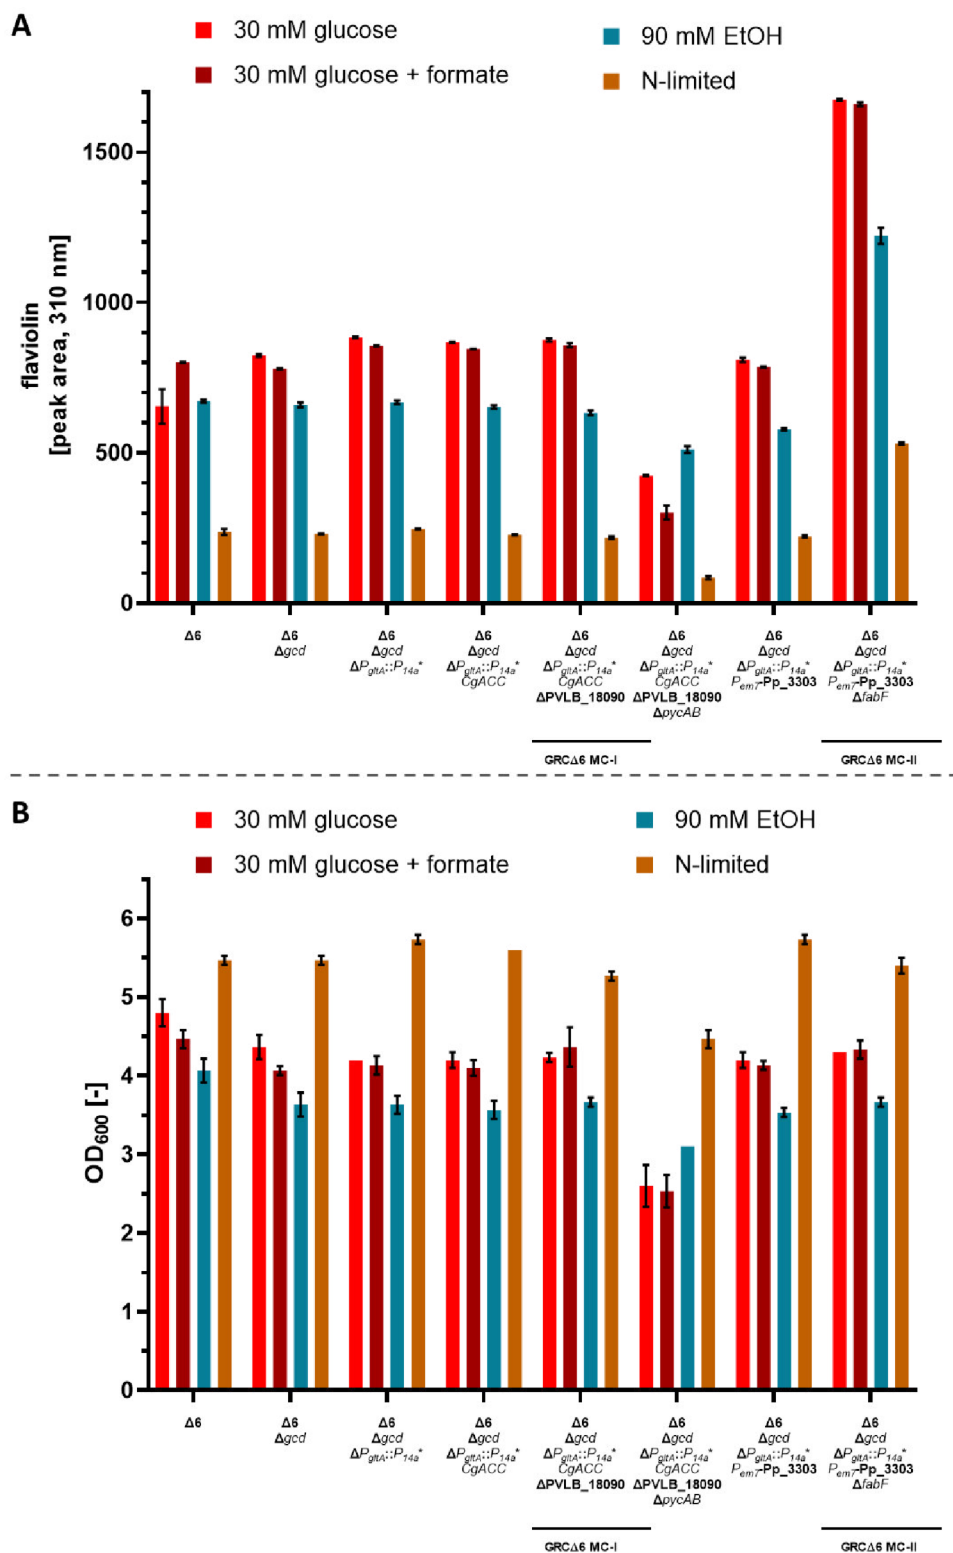 A
30 mM glucose
90 mM EtOH
30 mM glucose + formate
N-limited
flaviolin
[peak area, 310 nm]
1500
1000
500
0
Δ6
Δ6
Δgcd
Δ6
Δgcd
ΔPgltA::P14a*
Δ6
Δgcd
ΔPgltA::P14a*
CgACC
Δ6
Δgcd
ΔPgltA::P14a*
CgACC
ΔPVLB_18090
Δ6
Δgcd
ΔPgltA::P14a*
CgACC
ΔPVLB_18090
ΔpycAB
Δ6
Δgcd
ΔPgltA::P14a*
Pem7-Pp_3303
Δ6
Δgcd
ΔPgltA::P14a*
Pem7-Pp_3303
ΔfabF
GRCΔ6 MC-I
GRCΔ6 MC-II
B
30 mM glucose
90 mM EtOH
30 mM glucose + formate
N-limited
OD600 [-]
6
5
4
3
2
1
0
Δ6
Δ6
Δgcd
Δ6
Δgcd
ΔPgltA::P14a*
Δ6
Δgcd
ΔPgltA::P14a*
CgACC
Δ6
Δgcd
ΔPgltA::P14a*
CgACC
ΔPVLB_18090
Δ6
Δgcd
ΔPgltA::P14a*
CgACC
ΔPVLB_18090
ΔpycAB
Δ6
Δgcd
ΔPgltA::P14a*
Pem7-Pp_3303
Δ6
Δgcd
ΔPgltA::P14a*
Pem7-Pp_3303
ΔfabF
GRCΔ6 MC-I
GRCΔ6 MC-II